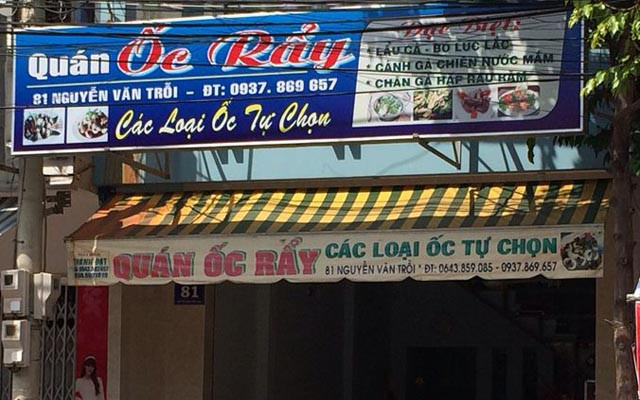 Quán Ốc Rẩy
81 NGUYỄN VĂN TRỖI - ĐT: 0937. 869 657
Các Loại Ốc Tự Chọn
Đặc Biệt:
LẨU GÀ - BÒ LÚC LẮC
CÁNH GÀ CHIÊN NƯỚC MẮM
CHÂN GÀ HẤP RAU RĂM
QUÁN ỐC RẨY CÁC LOẠI ỐC TỰ CHỌN
81 NGUYỄN VĂN TRỖI * ĐT: 0643.859.085 - 0937.869.657
81